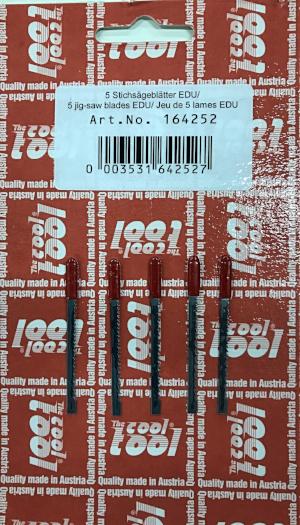 5 Stichsägeblätter EDU/
5 jig-saw blades EDU/ Jeu de 5 lames EDU
Art.No. 164252
0 003531 642527
The cool tool
Quality made in Austria